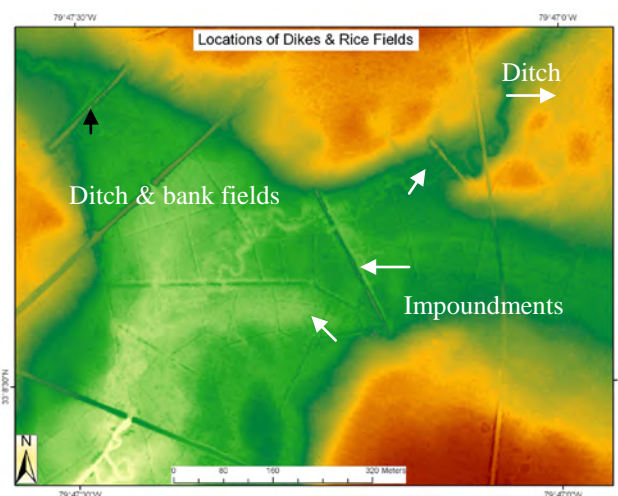 79°47'30"W
79°47'0"W
Locations of Dikes & Rice Fields
Ditch
Ditch & bank fields
Impoundments
33°8'30"N
N
0 80 160 320 Meters
79°47'30"W
79°47'0"W